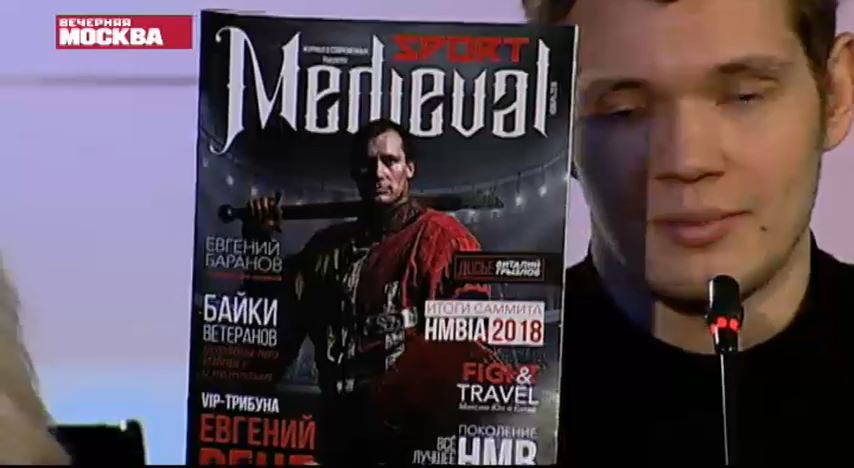 ВЕЧЕРНЯЯ
МОСКВА
SPORT
Medieval
ЕВГЕНИЙ
БАРАНОВ
ДОСЬЕ ВИТАЛИЙ
ГРЫЗЛОВ
БАЙКИ
ВЕТЕРАНОВ
ИТОГИ САММИТА
HMBIA 2018
FIGHT &
TRAVEL
VIP-ТРИБУНА
ЕВГЕНИЙ
ПОКОЛЕНИЕ
ВСЁ
ЛУЧШЕЕ
HMB